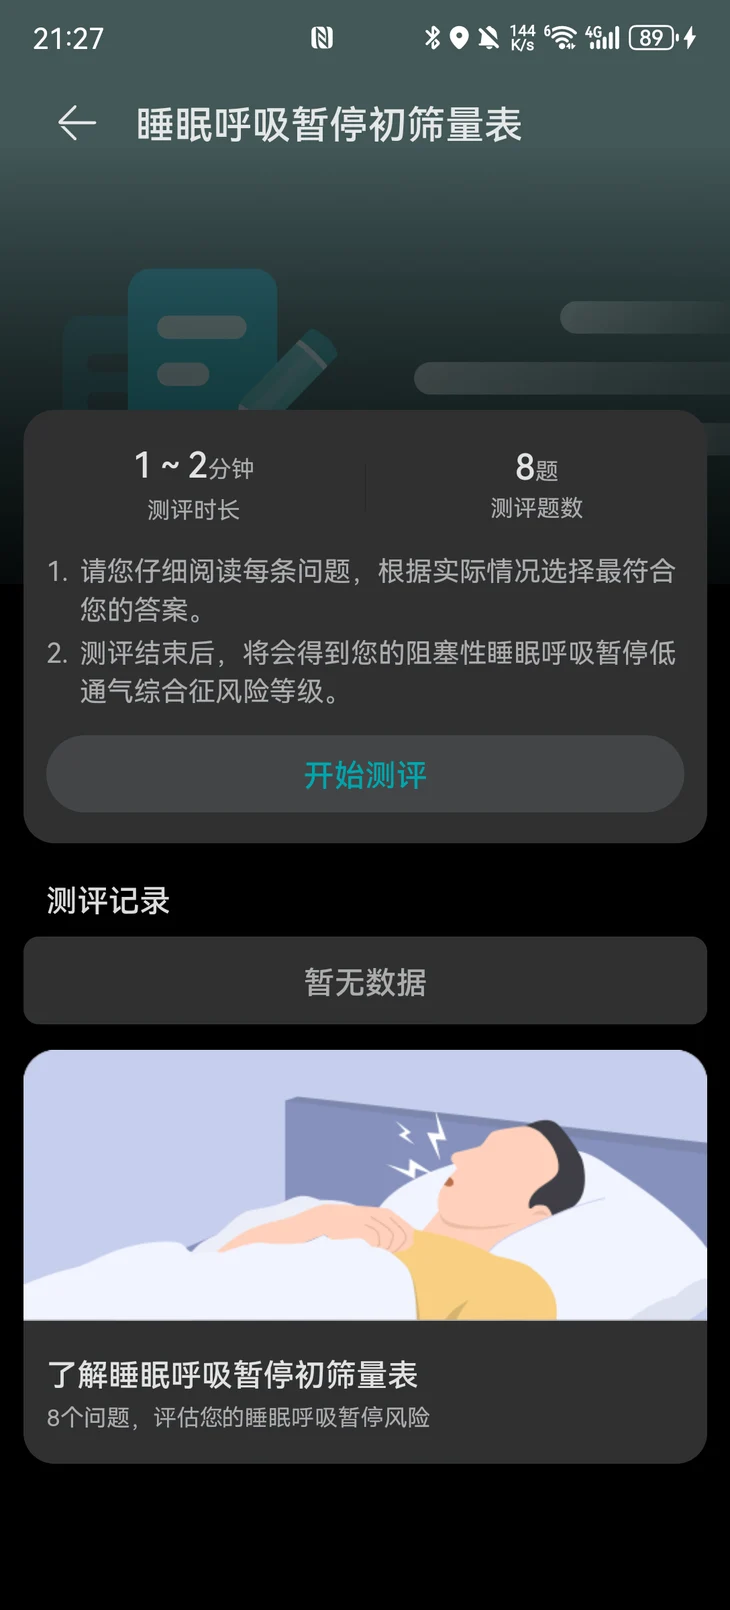 21:27
144 K/s
6
4G
89
睡眠呼吸暂停初筛量表
1 ~ 2分钟
测评时长
8题
测评题数
1. 请您仔细阅读每条问题，根据实际情况选择最符合
您的答案。
2. 测评结束后，将会得到您的阻塞性睡眠呼吸暂停低
通气综合征风险等级。
开始测评
测评记录
暂无数据
了解睡眠呼吸暂停初筛量表
8个问题，评估您的睡眠呼吸暂停风险